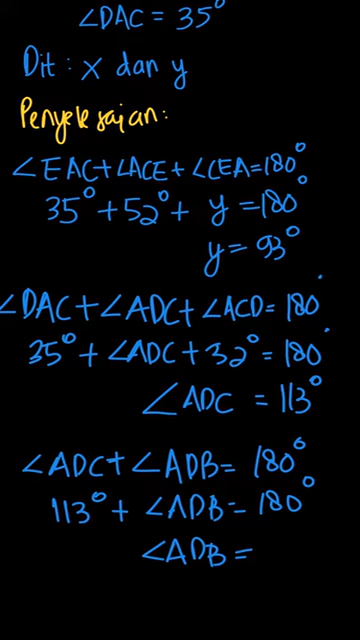 ∠DAC = 35°
Dit : x dan y
Penyelesaian:
∠EAC+∠ACE+∠CEA=180°
35°+52°+ y =180°
y = 93°
∠DAC+∠ADC+∠ACD= 180°
35° + ∠ADC + 32° = 180°
∠ADC = 113°
∠ADC + ∠ADB = 180°
113° + ∠ADB = 180°
∠ADB =